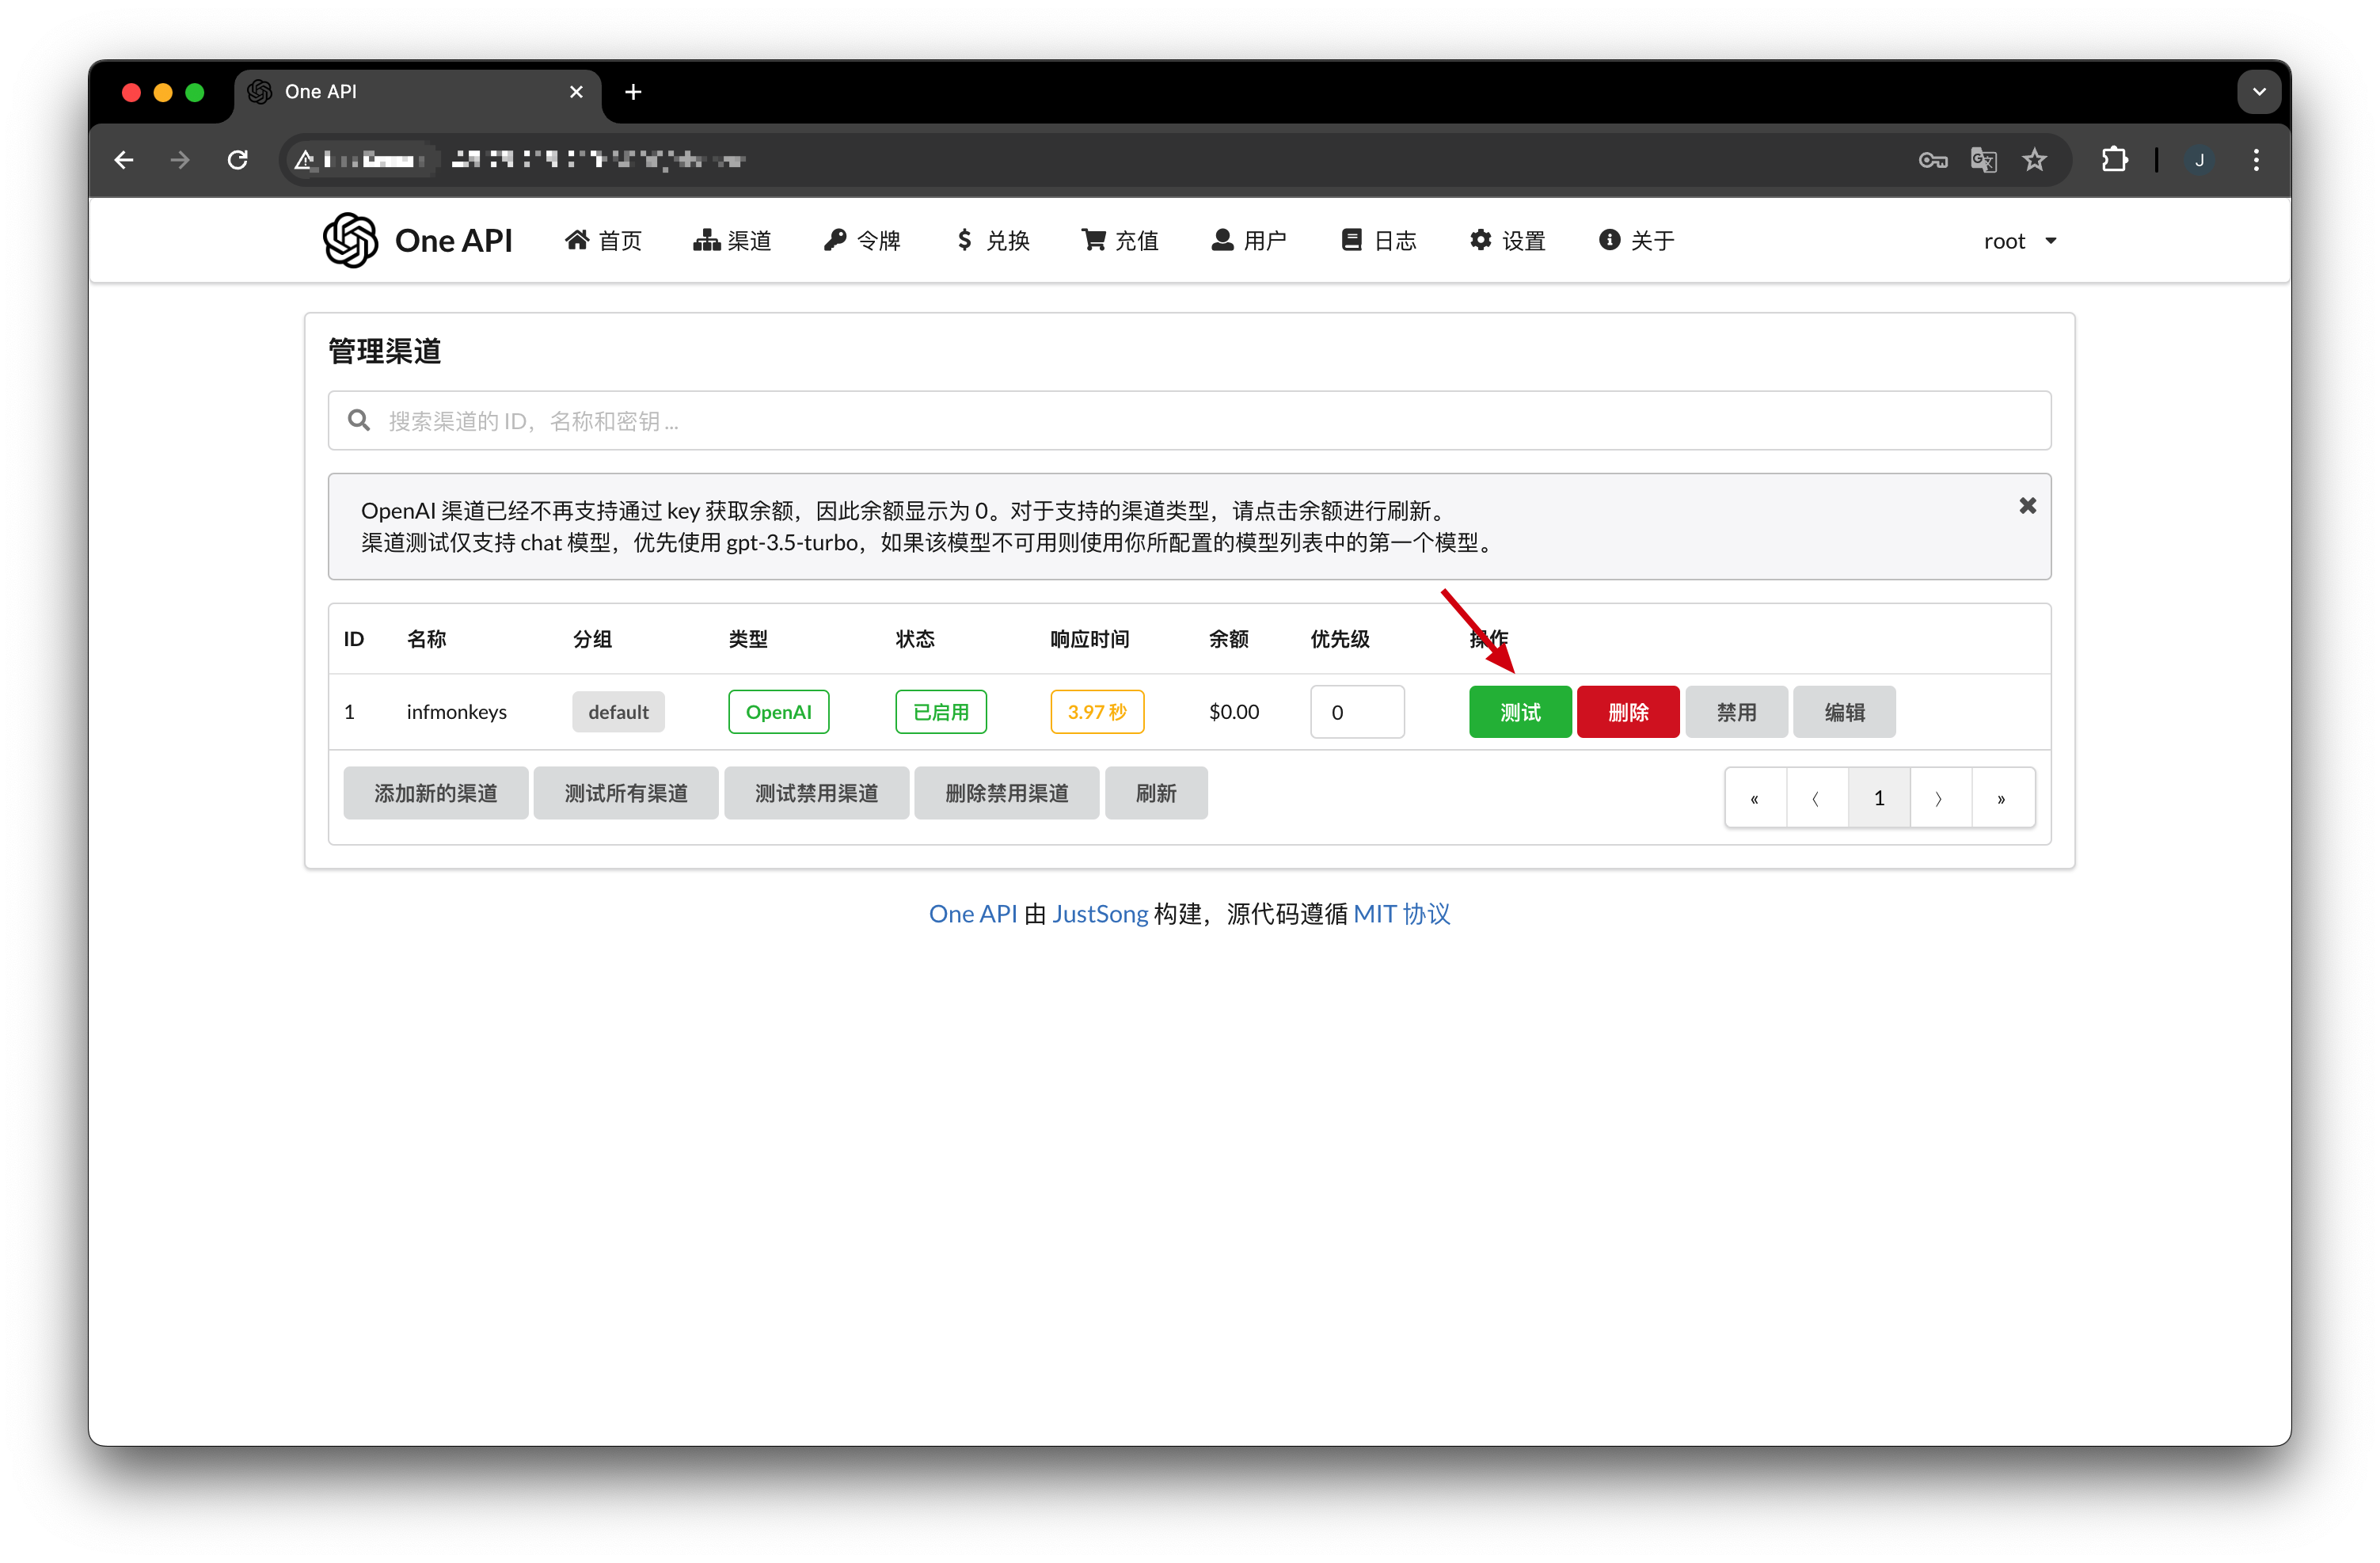 One API
J
One API 首页 渠道 令牌 兑换 充值 用户 日志 设置 关于 root
管理渠道
搜索渠道的 ID，名称和密钥 ...
OpenAI 渠道已经不再支持通过 key 获取余额，因此余额显示为 0。对于支持的渠道类型，请点击余额进行刷新。
渠道测试仅支持 chat 模型，优先使用 gpt-3.5-turbo，如果该模型不可用则使用你所配置的模型列表中的第一个模型。
ID 名称 分组 类型 状态 响应时间 余额 优先级 操作
1 infmonkeys default OpenAI 已启用 3.97 秒 $0.00 0 测试 删除 禁用 编辑
添加新的渠道 测试所有渠道 测试禁用渠道 删除禁用渠道 刷新 « 〈 1 〉 »
One API 由 JustSong 构建，源代码遵循 MIT 协议